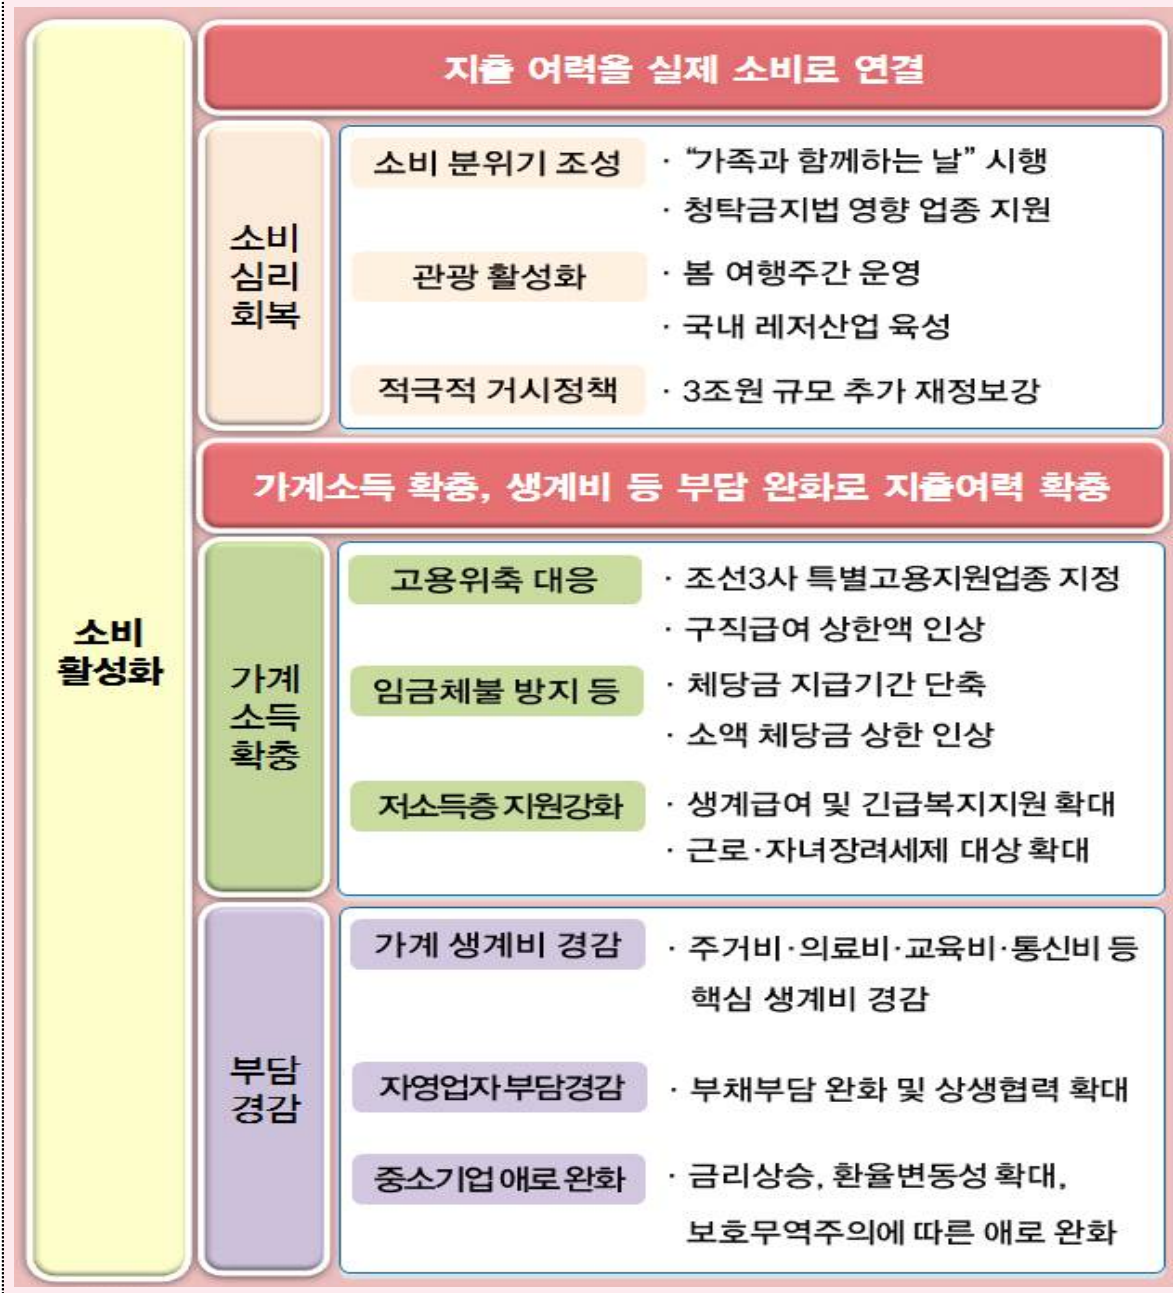 지출 여력을 실제 소비로 연결
소비
심리
회복
소비 분위기 조성
· “가족과 함께하는 날” 시행
· 청탁금지법 영향 업종 지원
관광 활성화
· 봄 여행주간 운영
· 국내 레저산업 육성
적극적 거시정책
· 3조원 규모 추가 재정보강
가계소득 확충, 생계비 등 부담 완화로 지출여력 확충
소비
활성화
가계
소득
확충
고용위축 대응
· 조선3사 특별고용지원업종 지정
· 구직급여 상한액 인상
임금체불 방지 등
· 체당금 지급기간 단축
· 소액 체당금 상한 인상
저소득층 지원강화
· 생계급여 및 긴급복지지원 확대
· 근로·자녀장려세제 대상 확대
부담
경감
가계 생계비 경감
· 주거비·의료비·교육비·통신비 등
핵심 생계비 경감
자영업자 부담경감
· 부채부담 완화 및 상생협력 확대
중소기업 애로 완화
· 금리상승, 환율변동성 확대,
보호무역주의에 따른 애로 완화